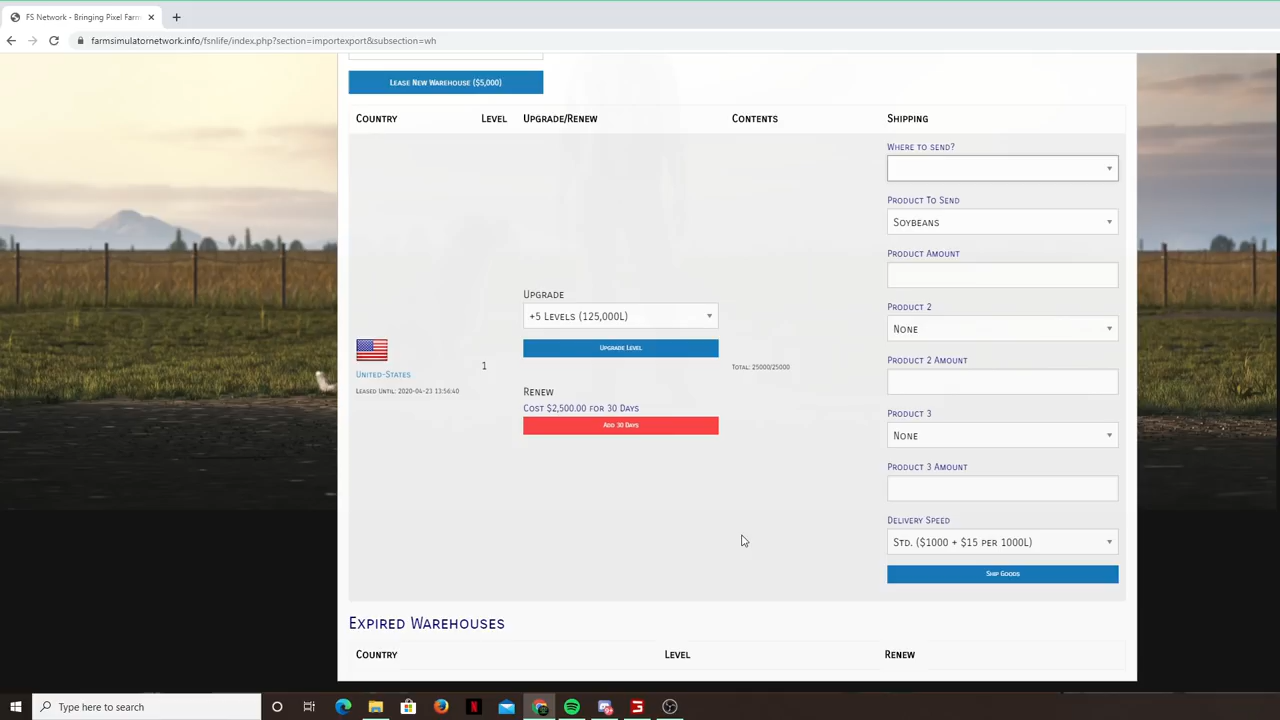 FS Network - Bringing Pixel Farm
farmsimulatornetwork.info/fsnlife/index.php?section=importexport&subsection=wh
Lease New Warehouse ($5,000)
Country Level Upgrade/Renew Contents Shipping
Where to send?
Product To Send
Soybeans
Product Amount
Upgrade
+5 Levels (125,000L)
Upgrade Level
Product 2
None
United-States
Leased Until: 2020-04-23 13:56:40
1
Total: 25000/25000
Product 2 Amount
Renew
Cost $2,500.00 for 30 Days
Add 30 Days
Product 3
None
Product 3 Amount
Delivery Speed
Std. ($1000 + $15 per 1000L)
Ship Goods
Expired Warehouses
Country Level Renew
Type here to search